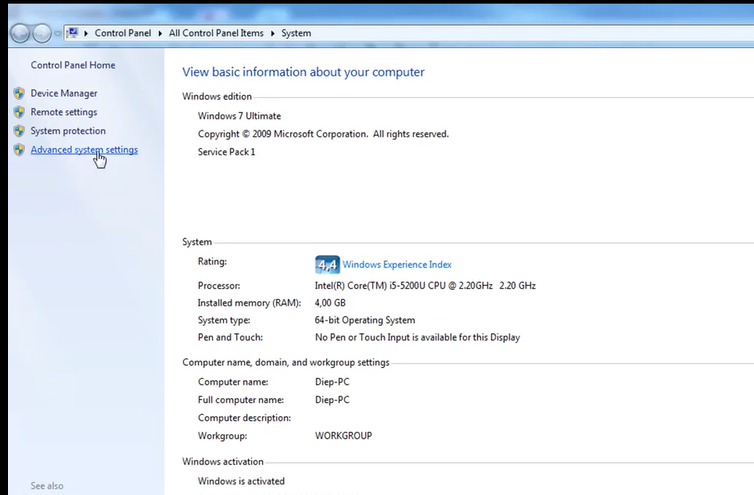 Control Panel ▸ All Control Panel Items ▸ System
Control Panel Home
Device Manager
Remote settings
System protection
Advanced system settings
See also
View basic information about your computer
Windows edition
Windows 7 Ultimate
Copyright © 2009 Microsoft Corporation. All rights reserved.
Service Pack 1
System
Rating: 4,4 Windows Experience Index
Processor: Intel(R) Core(TM) i5-5200U CPU @ 2.20GHz 2.20 GHz
Installed memory (RAM): 4,00 GB
System type: 64-bit Operating System
Pen and Touch: No Pen or Touch Input is available for this Display
Computer name, domain, and workgroup settings
Computer name: Diep-PC
Full computer name: Diep-PC
Computer description:
Workgroup: WORKGROUP
Windows activation
Windows is activated